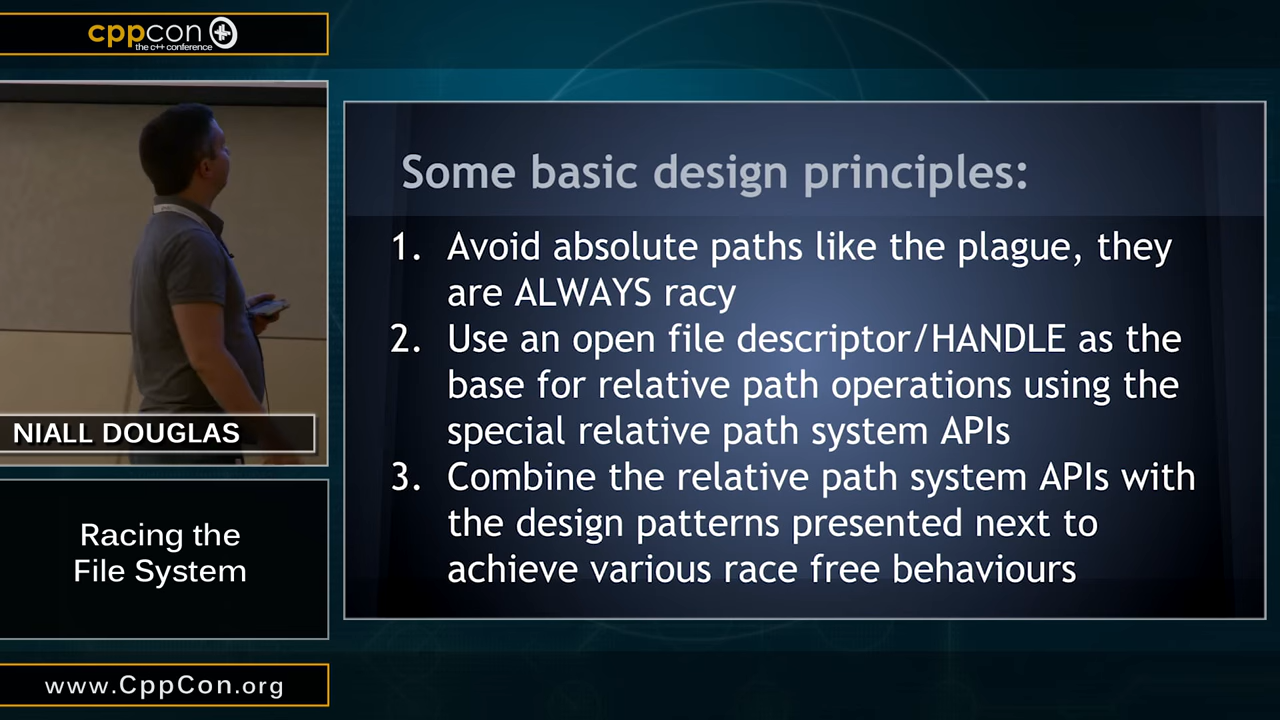 cppcon
the c++ conference
NIALL DOUGLAS
Racing the
File System
www.CppCon.org
Some basic design principles:
1. Avoid absolute paths like the plague, they
are ALWAYS racy
2. Use an open file descriptor/HANDLE as the
base for relative path operations using the
special relative path system APIs
3. Combine the relative path system APIs with
the design patterns presented next to
achieve various race free behaviours